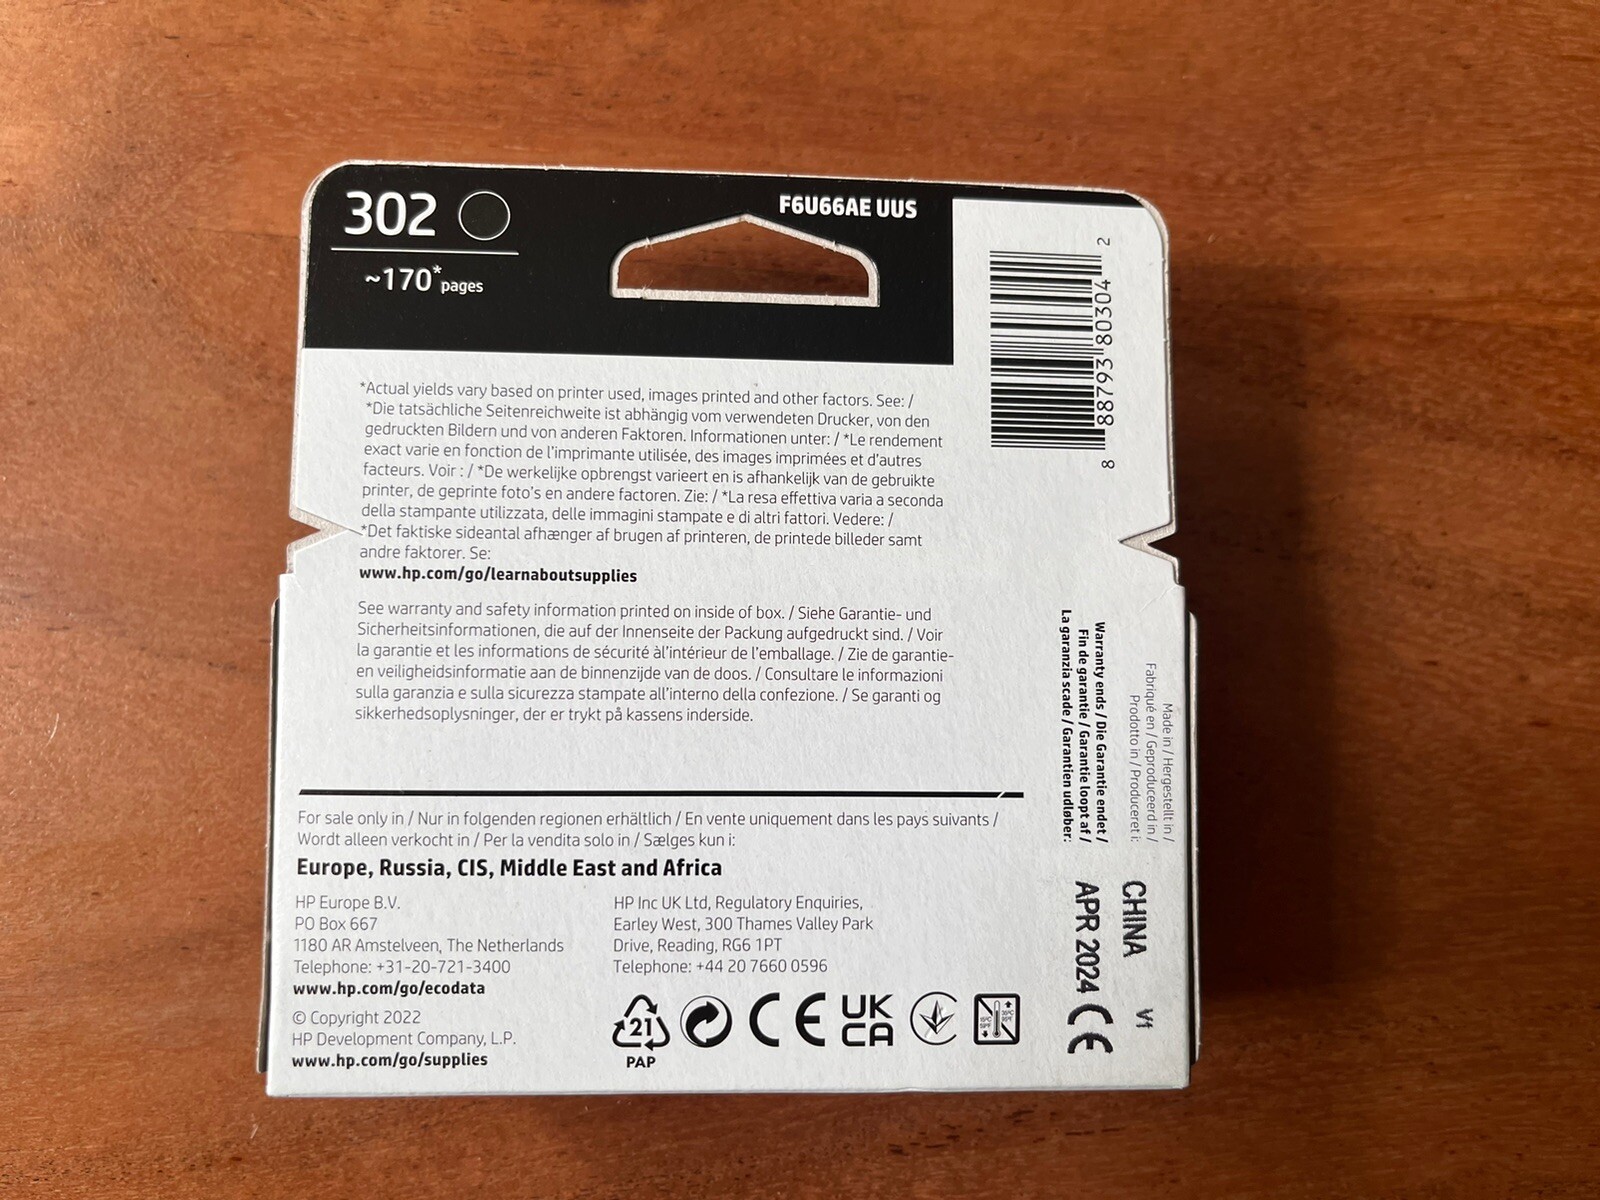 302
~170* pages
F6U66AE UUS
8 88793 80304 2
*Actual yields vary based on printer used, images printed and other factors. See: /
*Die tatsächliche Seitenreichweite ist abhängig vom verwendeten Drucker, von den
gedruckten Bildern und von anderen Faktoren. Informationen unter: / *Le rendement
exact varie en fonction de l'imprimante utilisée, des images imprimées et d'autres
facteurs. Voir : / *De werkelijke opbrengst varieert en is afhankelijk van de gebruikte
printer, de geprinte foto's en andere factoren. Zie: / *La resa effettiva varia a seconda
della stampante utilizzata, delle immagini stampate e di altri fattori. Vedere: /
*Det faktiske sideantal afhænger af brugen af printeren, de printede billeder samt
andre faktorer. Se:
www.hp.com/go/learnaboutsupplies
See warranty and safety information printed on inside of box. / Siehe Garantie- und
Sicherheitsinformationen, die auf der Innenseite der Packung aufgedruckt sind. / Voir
la garantie et les informations de sécurité àl'intérieur de l'emballage. / Zie de garantie-
en veiligheidsinformatie aan de binnenzijde van de doos. / Consultare le informazioni
sulla garanzia e sulla sicurezza stampate all'interno della confezione. / Se garanti og
sikkerhedsoplysninger, der er trykt på kassens inderside.
For sale only in / Nur in folgenden regionen erhältlich / En vente uniquement dans les pays suivants /
Wordt alleen verkocht in / Per la vendita solo in / Sælges kun i:
Europe, Russia, CIS, Middle East and Africa
HP Europe B.V.
PO Box 667
1180 AR Amstelveen, The Netherlands
Telephone: +31-20-721-3400
www.hp.com/go/ecodata
© Copyright 2022
HP Development Company, L.P.
www.hp.com/go/supplies
HP Inc UK Ltd, Regulatory Enquiries,
Earley West, 300 Thames Valley Park
Drive, Reading, RG6 1PT
Telephone: +44 20 7660 0596
21
PAP
CE
UK
CA
15°C
59°F
35°C
95°F
Made in / Hergestellt in /
Fabriqué en / Geproduceerd in /
Prodotto in / Produceret i:
CHINA
V1
Warranty ends / Die Garantie endet /
Fin de garantie / Garantie loopt af /
La garanzia scade / Garantien udløber:
APR 2024
CE